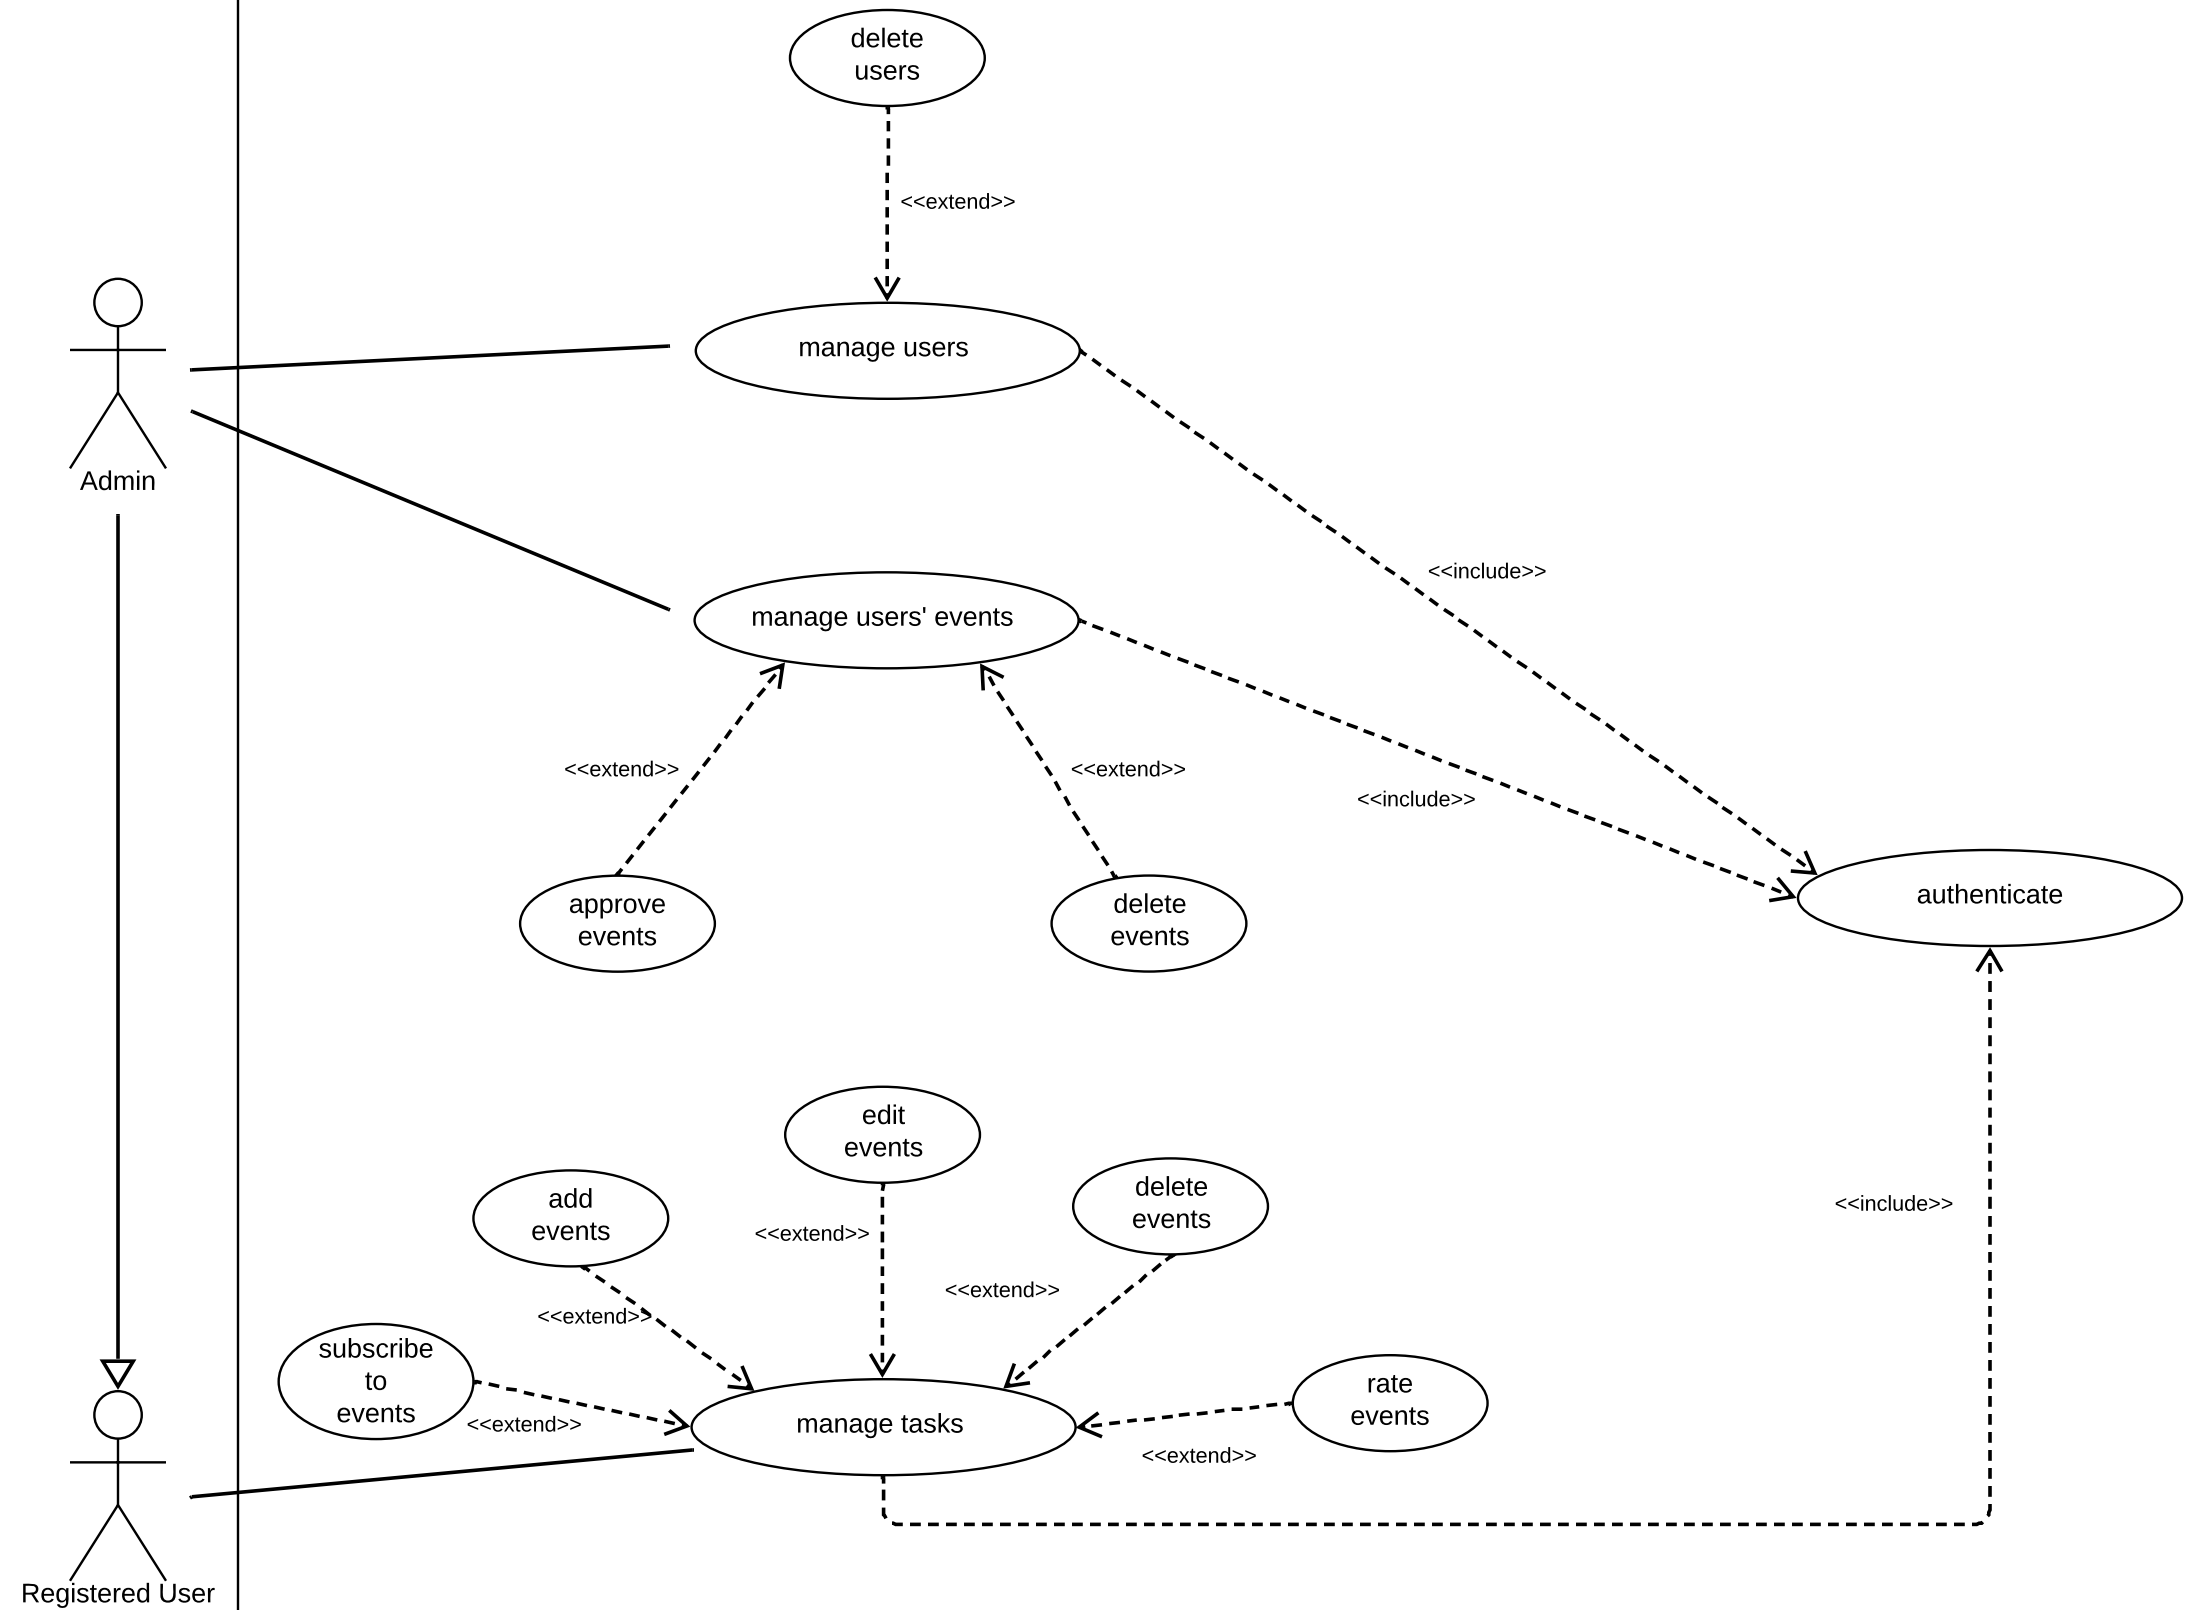 delete
users
<<extend>>
manage users
Admin
<<include>>
manage users' events
<<extend>>
<<extend>>
<<include>>
approve
events
delete
events
authenticate
edit
events
delete
events
add
events
<<include>>
<<extend>>
<<extend>>
<<extend>>
subscribe
to
events
<<extend>>
manage tasks
rate
events
<<extend>>
Registered User